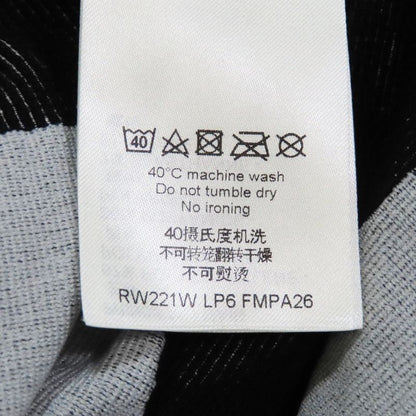 40
40°C machine wash
Do not tumble dry
No ironing
40摄氏度机洗
不可转笼翻转干燥
不可熨烫
RW221W LP6 FMPA26